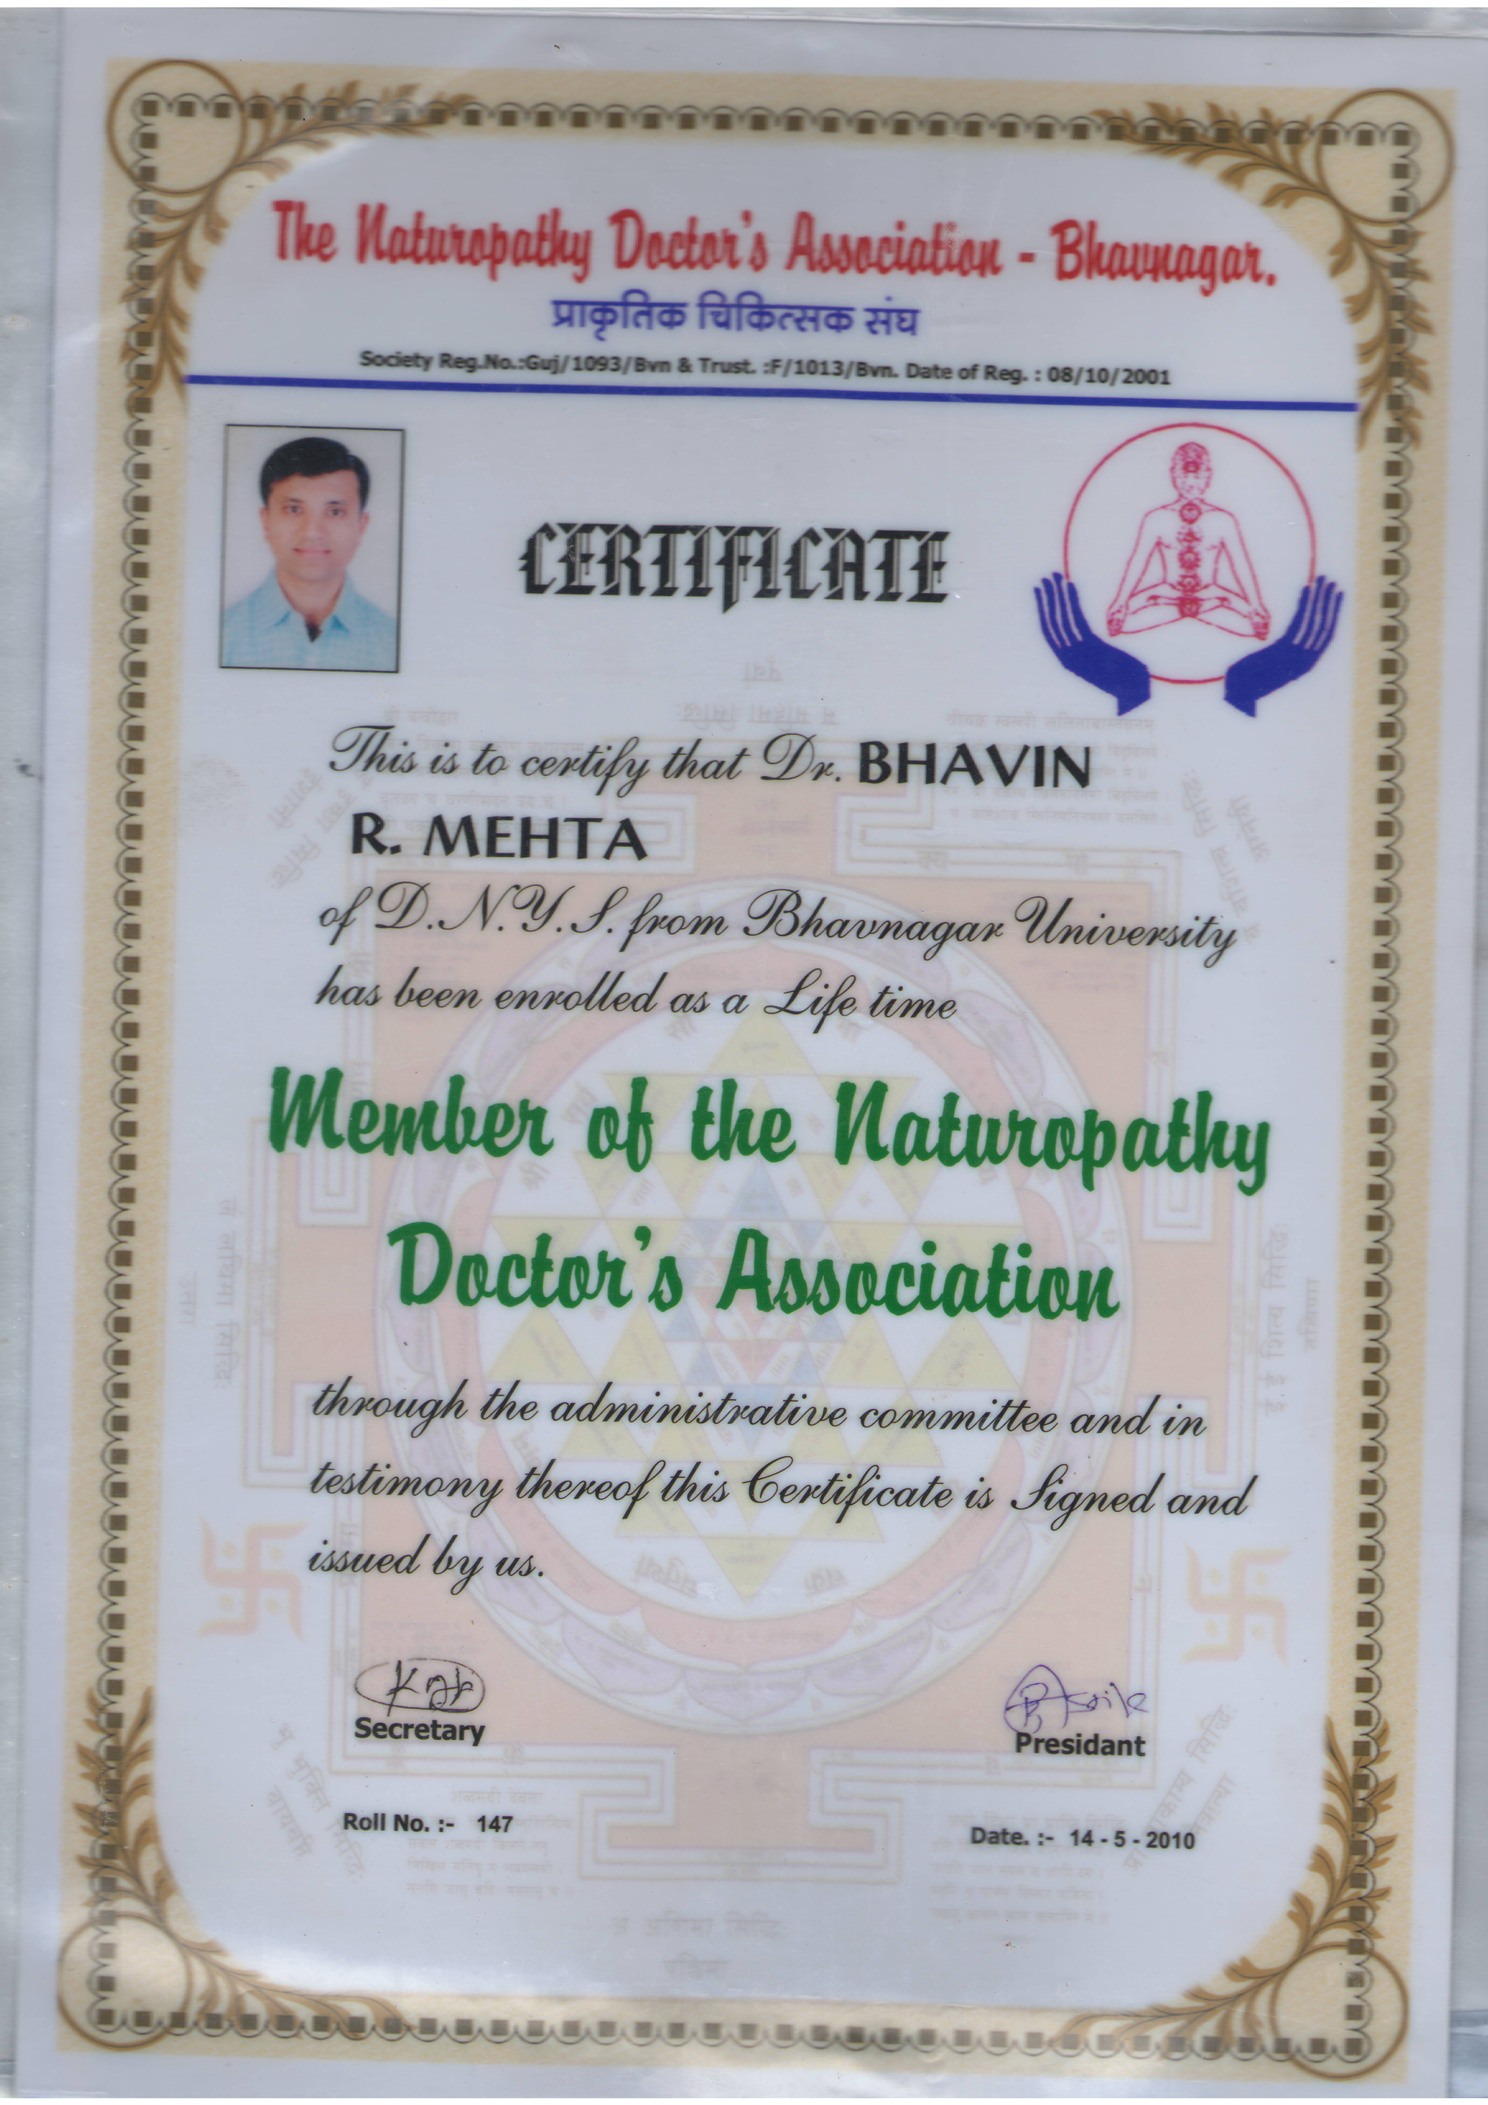 The Naturopathy Doctor's Association - Bhavnagar.
प्राकृतिक चिकित्सक संघ
Society Reg.No.:Guj/1093/Bvn & Trust. :F/1013/Bvn. Date of Reg. : 08/10/2001
CERTIFICATE
This is to certify that Dr. BHAVIN
R. MEHTA
of D.N.Y.S. from Bhavnagar University
has been enrolled as a Life time
Member of the Naturopathy
Doctor's Association
through the administrative committee and in
testimony thereof this Certificate is Signed and
issued by us.
Secretary
Presidant
Roll No. :- 147
Date. :- 14 - 5 - 2010